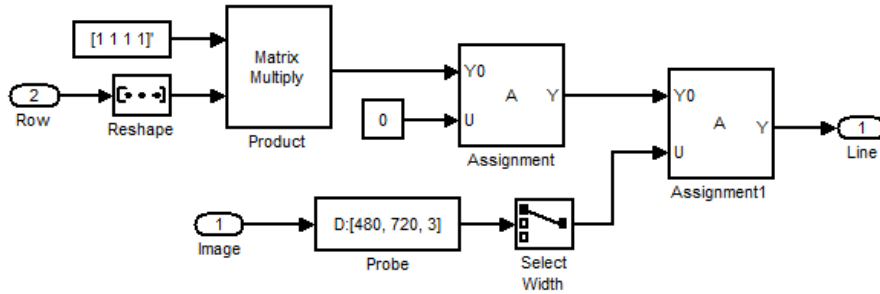 [1 1 1 1]'
Matrix
Multiply
Product
2
Row
Reshape
0
Y0
A
Y
U
Assignment
Y0
A
Y
U
Assignment1
1
Line
1
Image
D:[480, 720, 3]
Probe
Select
Width